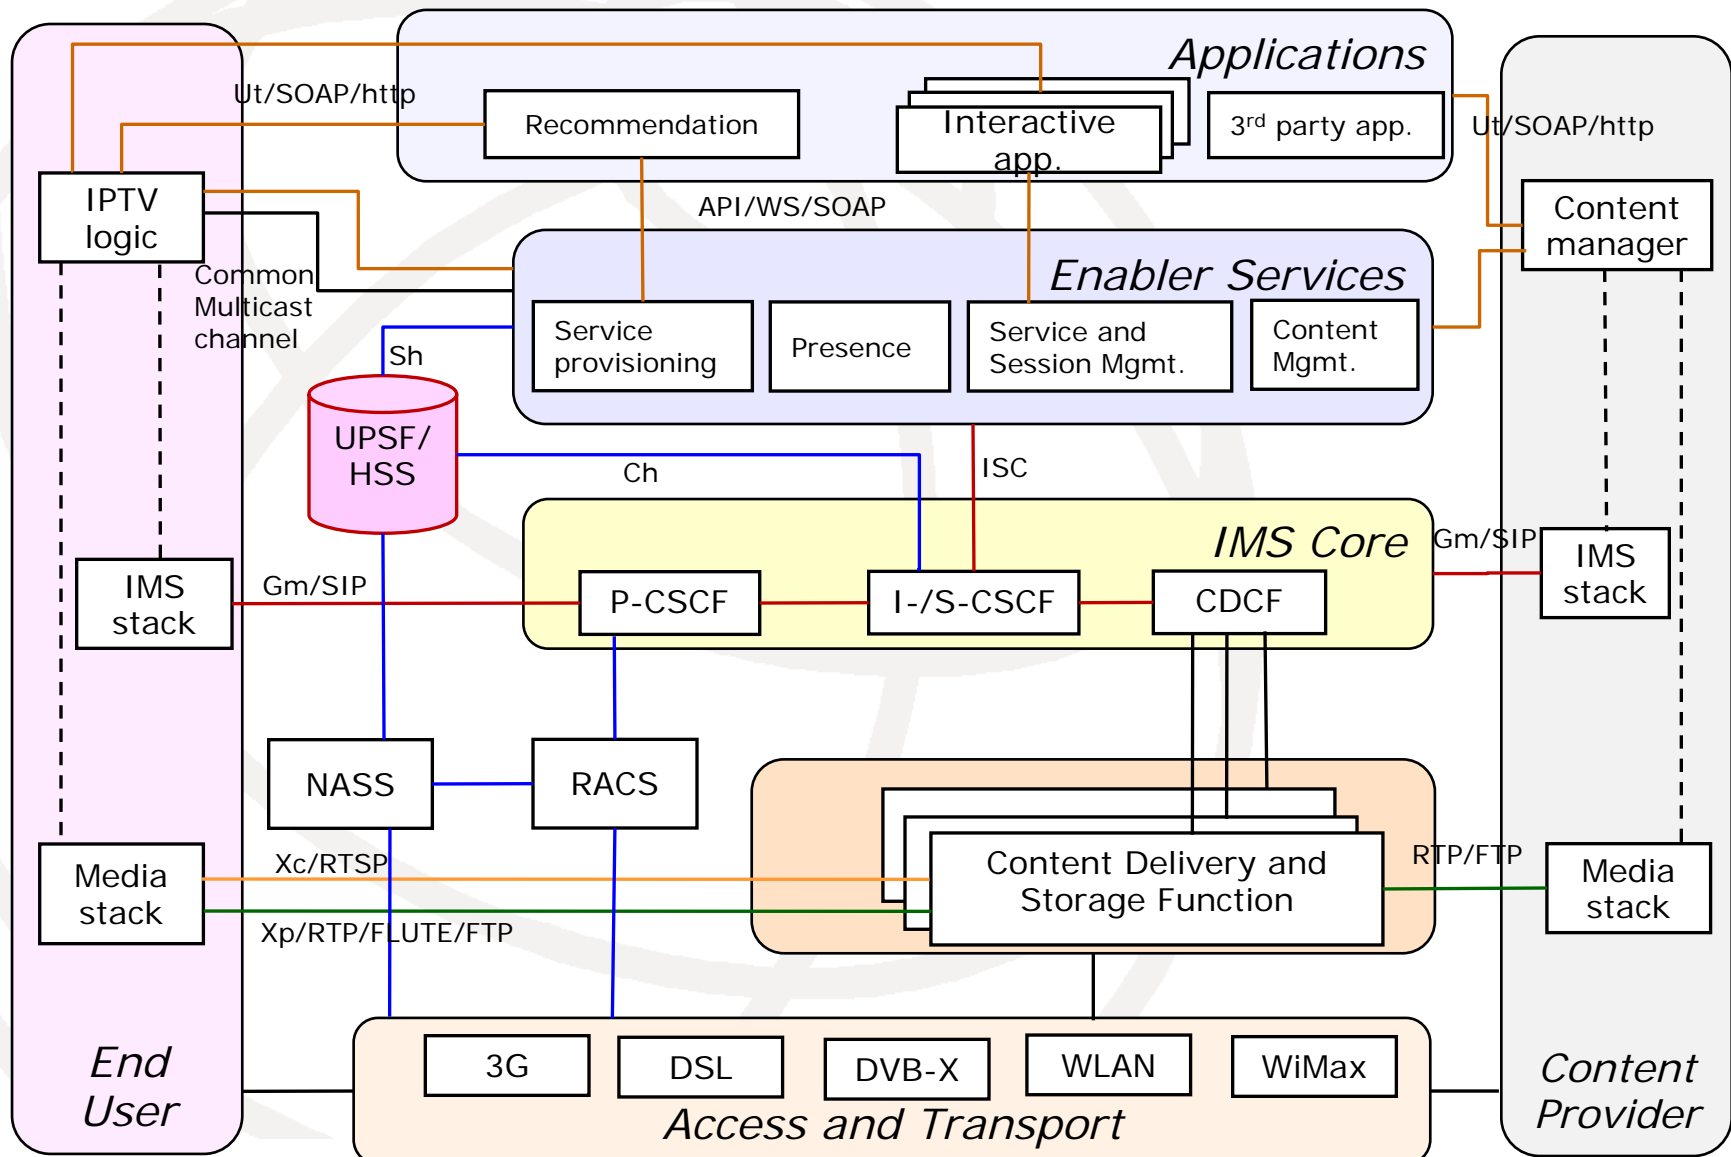 Applications
Ut/SOAP/http
Recommendation
Interactive
app.
3rd party app.
Ut/SOAP/http
IPTV
logic
API/WS/SOAP
Content
manager
Common
Multicast
channel
Enabler Services
Service
provisioning
Presence
Service and
Session Mgmt.
Content
Mgmt.
Sh
UPSF/
HSS
Ch
ISC
IMS Core
Gm/SIP
IMS
stack
Gm/SIP
P-CSCF
I-/S-CSCF
CDCF
IMS
stack
NASS
RACS
Xc/RTSP
Media
stack
Xp/RTP/FLUTE/FTP
Content Delivery and
Storage Function
RTP/FTP
Media
stack
End
User
3G
DSL
DVB-X
WLAN
WiMax
Access and Transport
Content
Provider